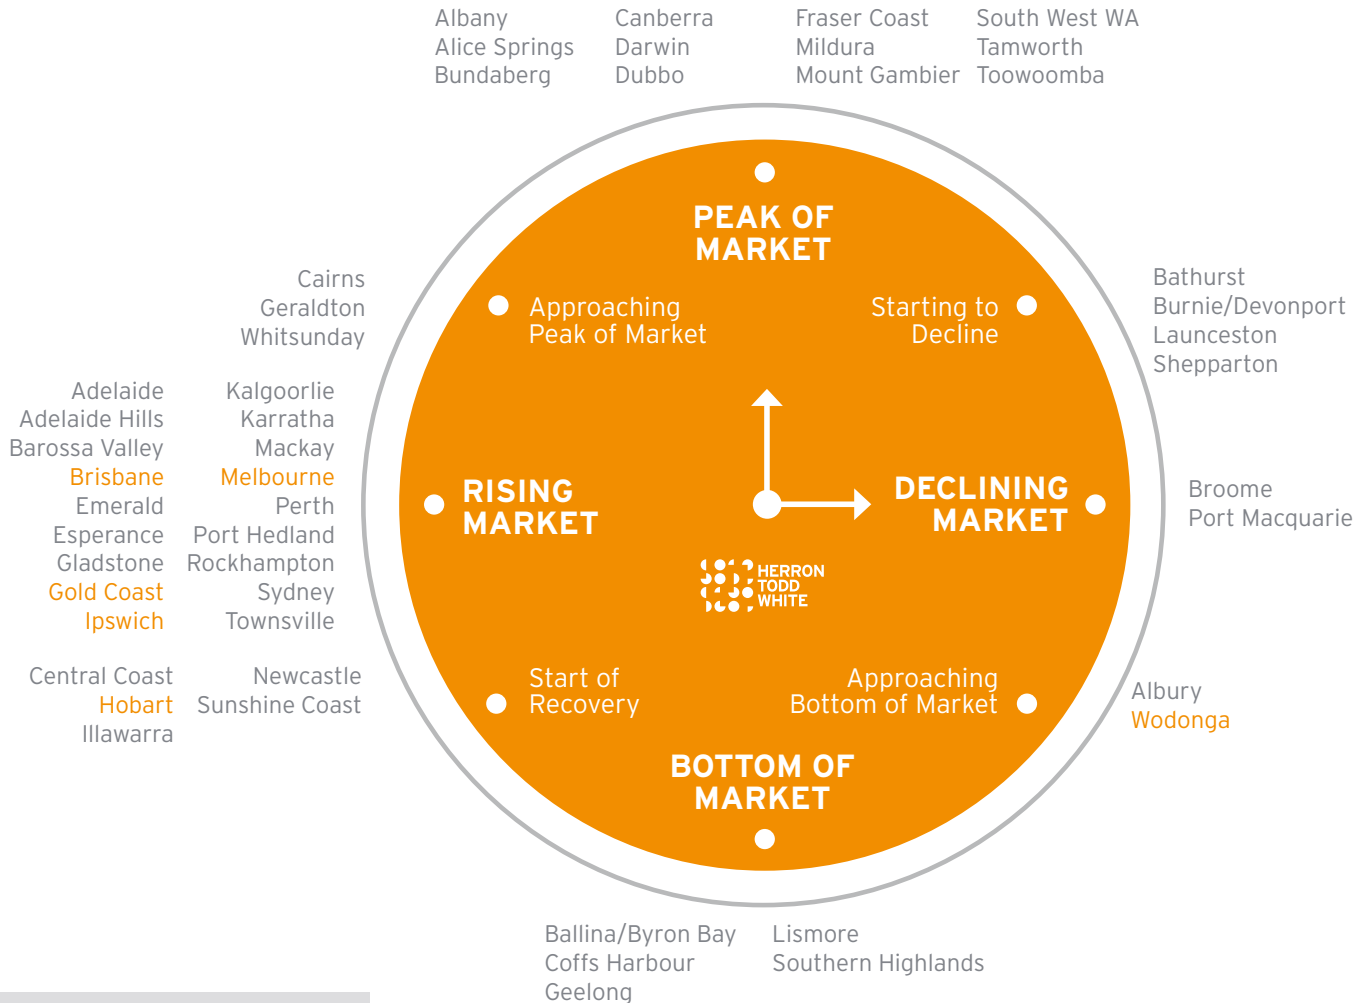 Albany
Alice Springs
Bundaberg
Canberra
Darwin
Dubbo
Fraser Coast
Mildura
Mount Gambier
South West WA
Tamworth
Toowoomba
PEAK OF
MARKET
Cairns
Geraldton
Whitsunday
Approaching
Peak of Market
Starting to
Decline
Bathurst
Burnie/Devonport
Launceston
Shepparton
Adelaide
Adelaide Hills
Barossa Valley
Brisbane
Emerald
Esperance
Gladstone
Gold Coast
Ipswich
Kalgoorlie
Karratha
Mackay
Melbourne
Perth
Port Hedland
Rockhampton
Sydney
Townsville
RISING
MARKET
DECLINING
MARKET
Broome
Port Macquarie
HERRON
TODD
WHITE
Central Coast
Hobart
Illawarra
Newcastle
Sunshine Coast
Start of
Recovery
Approaching
Bottom of Market
Albury
Wodonga
BOTTOM OF
MARKET
Ballina/Byron Bay
Coffs Harbour
Geelong
Lismore
Southern Highlands